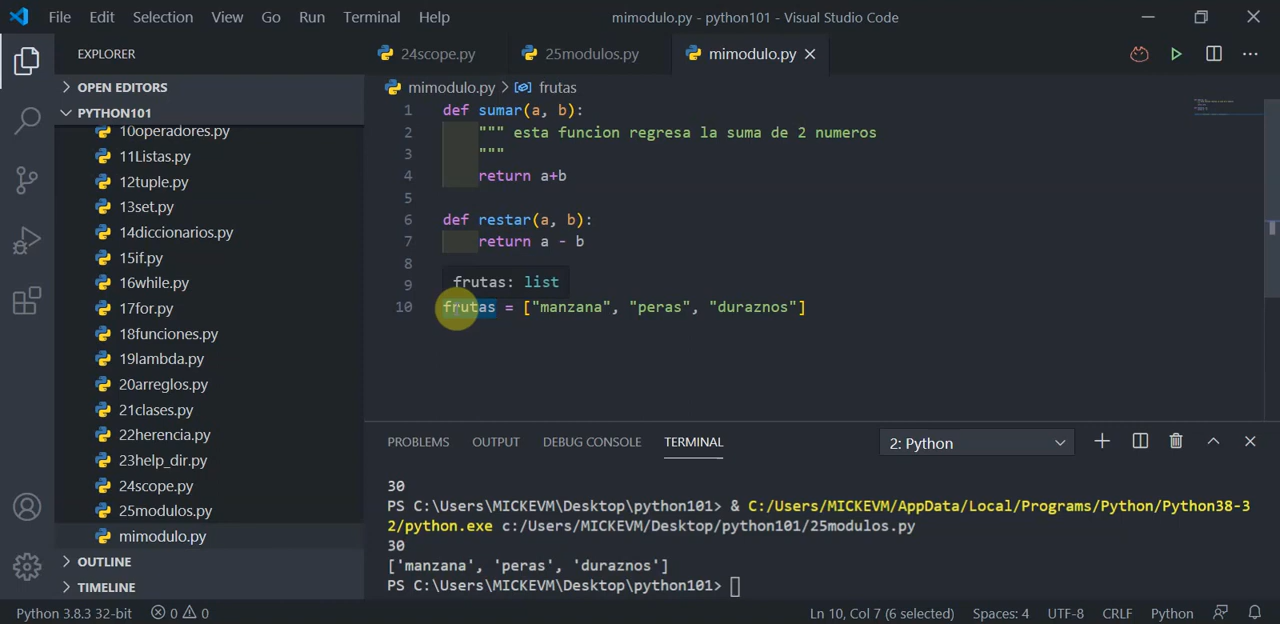 File Edit Selection View Go Run Terminal Help mimodulo.py - python101 - Visual Studio Code
EXPLORER
OPEN EDITORS
PYTHON101
10operadores.py
11Listas.py
12tuple.py
13set.py
14diccionarios.py
15if.py
16while.py
17for.py
18funciones.py
19lambda.py
20arreglos.py
21clases.py
22herencia.py
23help_dir.py
24scope.py
25modulos.py
mimodulo.py
OUTLINE
TIMELINE
24scope.py 25modulos.py mimodulo.py
mimodulo.py > frutas
1 def sumar(a, b):
2 """ esta funcion regresa la suma de 2 numeros
3 """
4 return a+b
5
6 def restar(a, b):
7 return a - b
8
frutas: list
9
10 frutas = ["manzana", "peras", "duraznos"]
PROBLEMS OUTPUT DEBUG CONSOLE TERMINAL 2: Python
30
PS C:\Users\MICKEVM\Desktop\python101> & C:/Users/MICKEVM/AppData/Local/Programs/Python/Python38-3
2/python.exe c:/Users/MICKEVM/Desktop/python101/25modulos.py
30
['manzana', 'peras', 'duraznos']
PS C:\Users\MICKEVM\Desktop\python101>
Python 3.8.3 32-bit 0 0 Ln 10, Col 7 (6 selected) Spaces: 4 UTF-8 CRLF Python